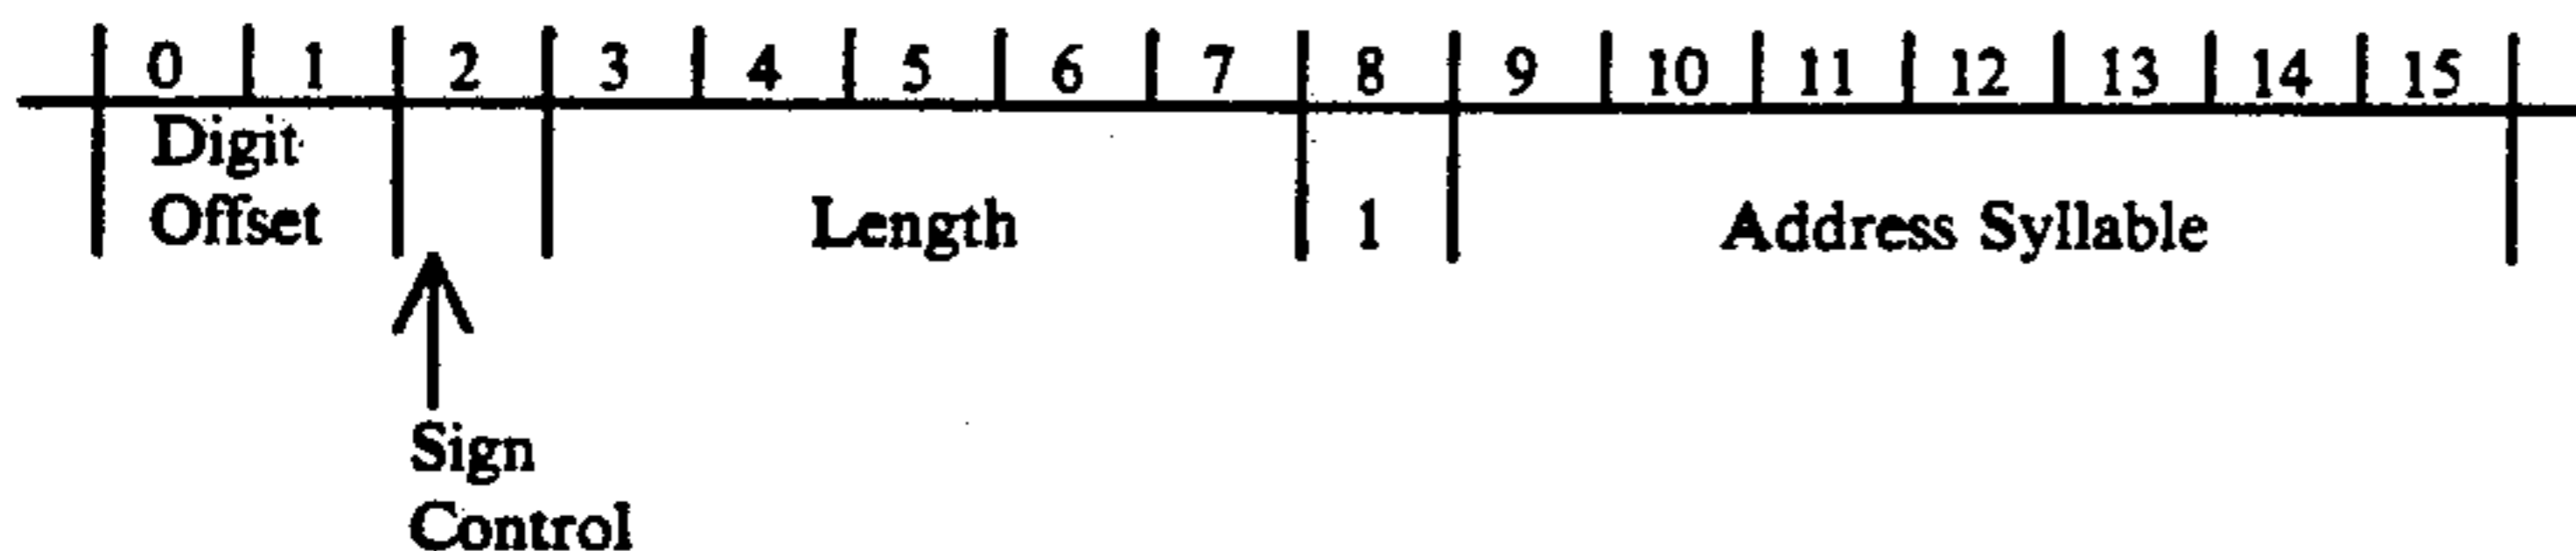 0 1 2 3 4 5 6 7 8 9 10 11 12 13 14 15
Digit
Offset Length 1 Address Syllable
Sign
Control